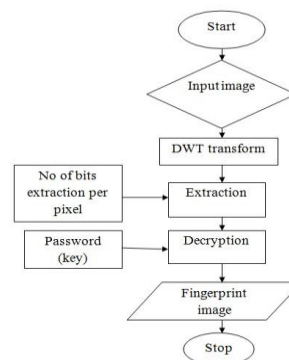 Start
Input image
DWT transform
No of bits
extraction per
pixel
Extraction
Password
(key)
Decryption
Fingerprint
image
Stop